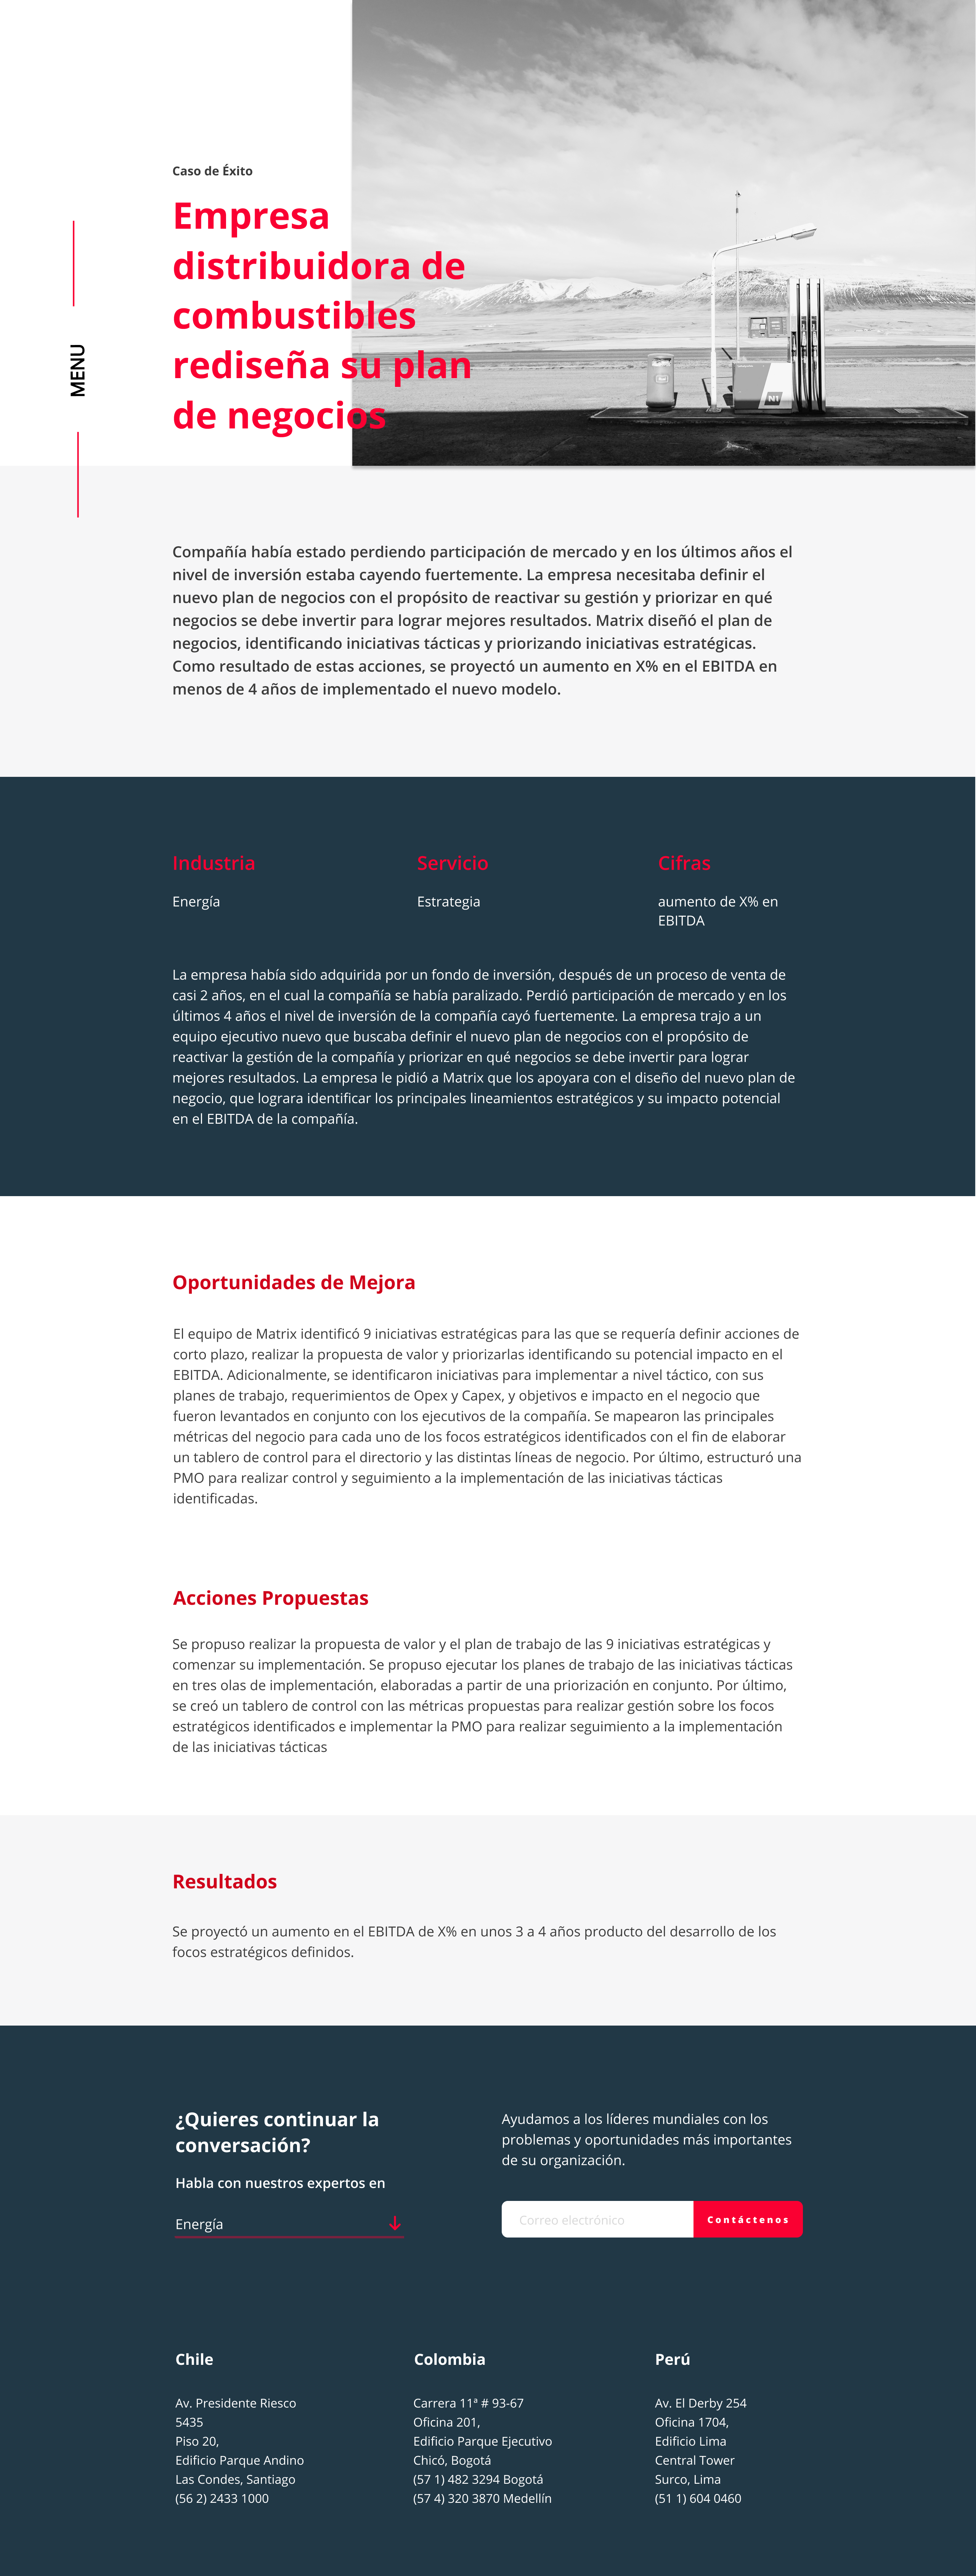 Caso de Éxito
Empresa
distribuidora de
combustibles
rediseña su plan
de negocios
MENU
N1
Compañía había estado perdiendo participación de mercado y en los últimos años el
nivel de inversión estaba cayendo fuertemente. La empresa necesitaba definir el
nuevo plan de negocios con el propósito de reactivar su gestión y priorizar en qué
negocios se debe invertir para lograr mejores resultados. Matrix diseñó el plan de
negocios, identificando iniciativas tácticas y priorizando iniciativas estratégicas.
Como resultado de estas acciones, se proyectó un aumento en X% en el EBITDA en
menos de 4 años de implementado el nuevo modelo.
Industria
Energía
Servicio
Estrategia
Cifras
aumento de X% en
EBITDA
La empresa había sido adquirida por un fondo de inversión, después de un proceso de venta de
casi 2 años, en el cual la compañía se había paralizado. Perdió participación de mercado y en los
últimos 4 años el nivel de inversión de la compañía cayó fuertemente. La empresa trajo a un
equipo ejecutivo nuevo que buscaba definir el nuevo plan de negocios con el propósito de
reactivar la gestión de la compañía y priorizar en qué negocios se debe invertir para lograr
mejores resultados. La empresa le pidió a Matrix que los apoyara con el diseño del nuevo plan de
negocio, que lograra identificar los principales lineamientos estratégicos y su impacto potencial
en el EBITDA de la compañía.
Oportunidades de Mejora
El equipo de Matrix identificó 9 iniciativas estratégicas para las que se requería definir acciones de
corto plazo, realizar la propuesta de valor y priorizarlas identificando su potencial impacto en el
EBITDA. Adicionalmente, se identificaron iniciativas para implementar a nivel táctico, con sus
planes de trabajo, requerimientos de Opex y Capex, y objetivos e impacto en el negocio que
fueron levantados en conjunto con los ejecutivos de la compañía. Se mapearon las principales
métricas del negocio para cada uno de los focos estratégicos identificados con el fin de elaborar
un tablero de control para el directorio y las distintas líneas de negocio. Por último, estructuró una
PMO para realizar control y seguimiento a la implementación de las iniciativas tácticas
identificadas.
Acciones Propuestas
Se propuso realizar la propuesta de valor y el plan de trabajo de las 9 iniciativas estratégicas y
comenzar su implementación. Se propuso ejecutar los planes de trabajo de las iniciativas tácticas
en tres olas de implementación, elaboradas a partir de una priorización en conjunto. Por último,
se creó un tablero de control con las métricas propuestas para realizar gestión sobre los focos
estratégicos identificados e implementar la PMO para realizar seguimiento a la implementación
de las iniciativas tácticas
Resultados
Se proyectó un aumento en el EBITDA de X% en unos 3 a 4 años producto del desarrollo de los
focos estratégicos definidos.
¿Quieres continuar la
conversación?
Habla con nuestros expertos en
Energía
Ayudamos a los líderes mundiales con los
problemas y oportunidades más importantes
de su organización.
Correo electrónico
Contáctenos
Chile
Av. Presidente Riesco
5435
Piso 20,
Edificio Parque Andino
Las Condes, Santiago
(56 2) 2433 1000
Colombia
Carrera 11ª # 93-67
Oficina 201,
Edificio Parque Ejecutivo
Chicó, Bogotá
(57 1) 482 3294 Bogotá
(57 4) 320 3870 Medellín
Perú
Av. El Derby 254
Oficina 1704,
Edificio Lima
Central Tower
Surco, Lima
(51 1) 604 0460